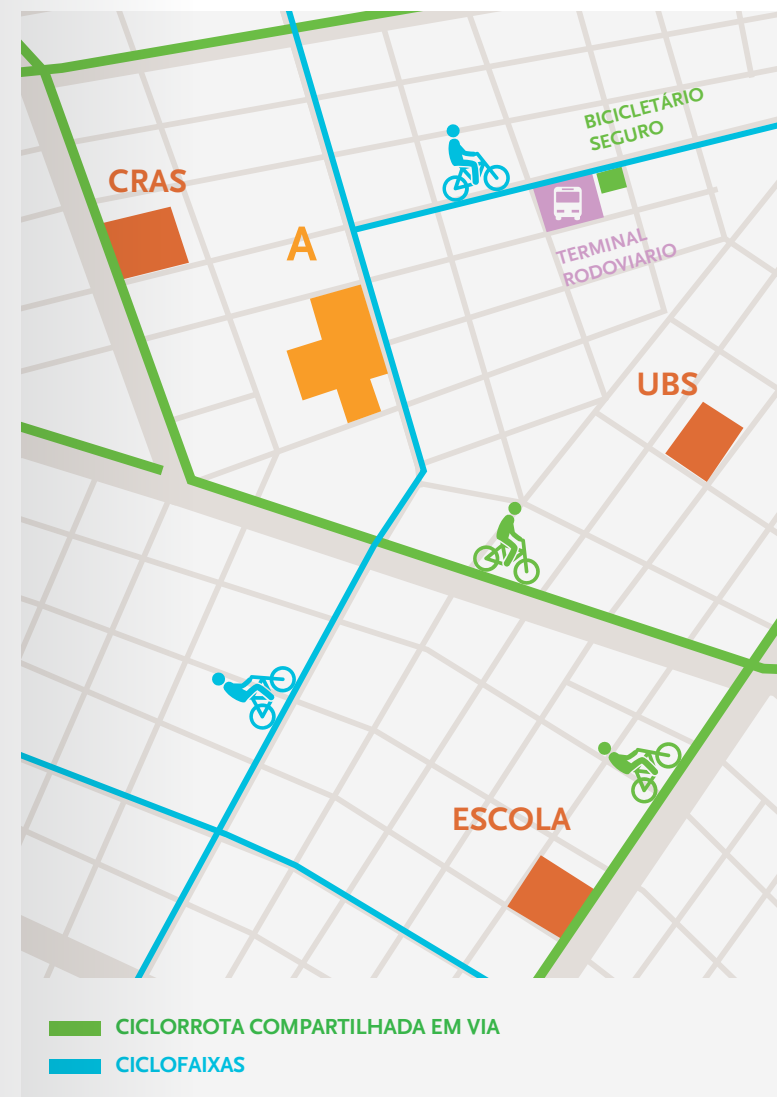 BICICLETÁRIO
SEGURO
CRAS
A
TERMINAL
RODOVIARIO
UBS
ESCOLA
CICLORROTA COMPARTILHADA EM VIA
CICLOFAIXAS